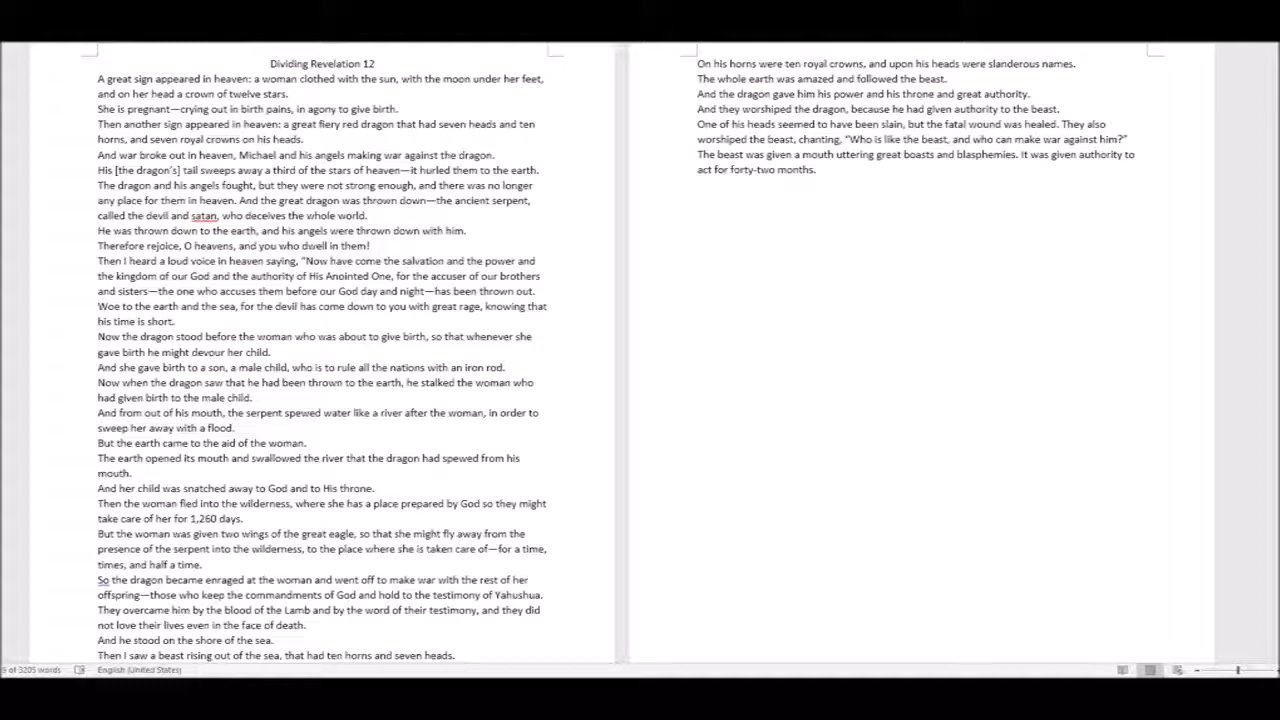 Dividing Revelation 12
A great sign appeared in heaven: a woman clothed with the sun, with the moon under her feet,
and on her head a crown of twelve stars.
She is pregnant—crying out in birth pains, in agony to give birth.
Then another sign appeared in heaven: a great fiery red dragon that had seven heads and ten
horns, and seven royal crowns on his heads.
And war broke out in heaven, Michael and his angels making war against the dragon.
His [the dragon's] tail sweeps away a third of the stars of heaven—it hurled them to the earth.
The dragon and his angels fought, but they were not strong enough, and there was no longer
any place for them in heaven. And the great dragon was thrown down—the ancient serpent,
called the devil and satan, who deceives the whole world.
He was thrown down to the earth, and his angels were thrown down with him.
Therefore rejoice, O heavens, and you who dwell in them!
Then I heard a loud voice in heaven saying, "Now have come the salvation and the power and
the kingdom of our God and the authority of His Anointed One, for the accuser of our brothers
and sisters—the one who accuses them before our God day and night—has been thrown out.
Woe to the earth and the sea, for the devil has come down to you with great rage, knowing that
his time is short.
Now the dragon stood before the woman who was about to give birth, so that whenever she
gave birth he might devour her child.
And she gave birth to a son, a male child, who is to rule all the nations with an iron rod.
Now when the dragon saw that he had been thrown to the earth, he stalked the woman who
had given birth to the male child.
And from out of his mouth, the serpent spewed water like a river after the woman, in order to
sweep her away with a flood.
But the earth came to the aid of the woman.
The earth opened its mouth and swallowed the river that the dragon had spewed from his
mouth.
And her child was snatched away to God and to His throne.
Then the woman fled into the wilderness, where she has a place prepared by God so they might
take care of her for 1,260 days.
But the woman was given two wings of the great eagle, so that she might fly away from the
presence of the serpent into the wilderness, to the place where she is taken care of—for a time,
times, and half a time.
So the dragon became enraged at the woman and went off to make war with the rest of her
offspring—those who keep the commandments of God and hold to the testimony of Yahushua.
They overcame him by the blood of the Lamb and by the word of their testimony, and they did
not love their lives even in the face of death.
And he stood on the shore of the sea.
Then I saw a beast rising out of the sea, that had ten horns and seven heads.
On his horns were ten royal crowns, and upon his heads were slanderous names.
The whole earth was amazed and followed the beast.
And the dragon gave him his power and his throne and great authority.
And they worshiped the dragon, because he had given authority to the beast.
One of his heads seemed to have been slain, but the fatal wound was healed. They also
worshiped the beast, chanting, "Who is like the beast, and who can make war against him?"
The beast was given a mouth uttering great boasts and blasphemies. It was given authority to
act for forty-two months.
of 3205 words English (United States)